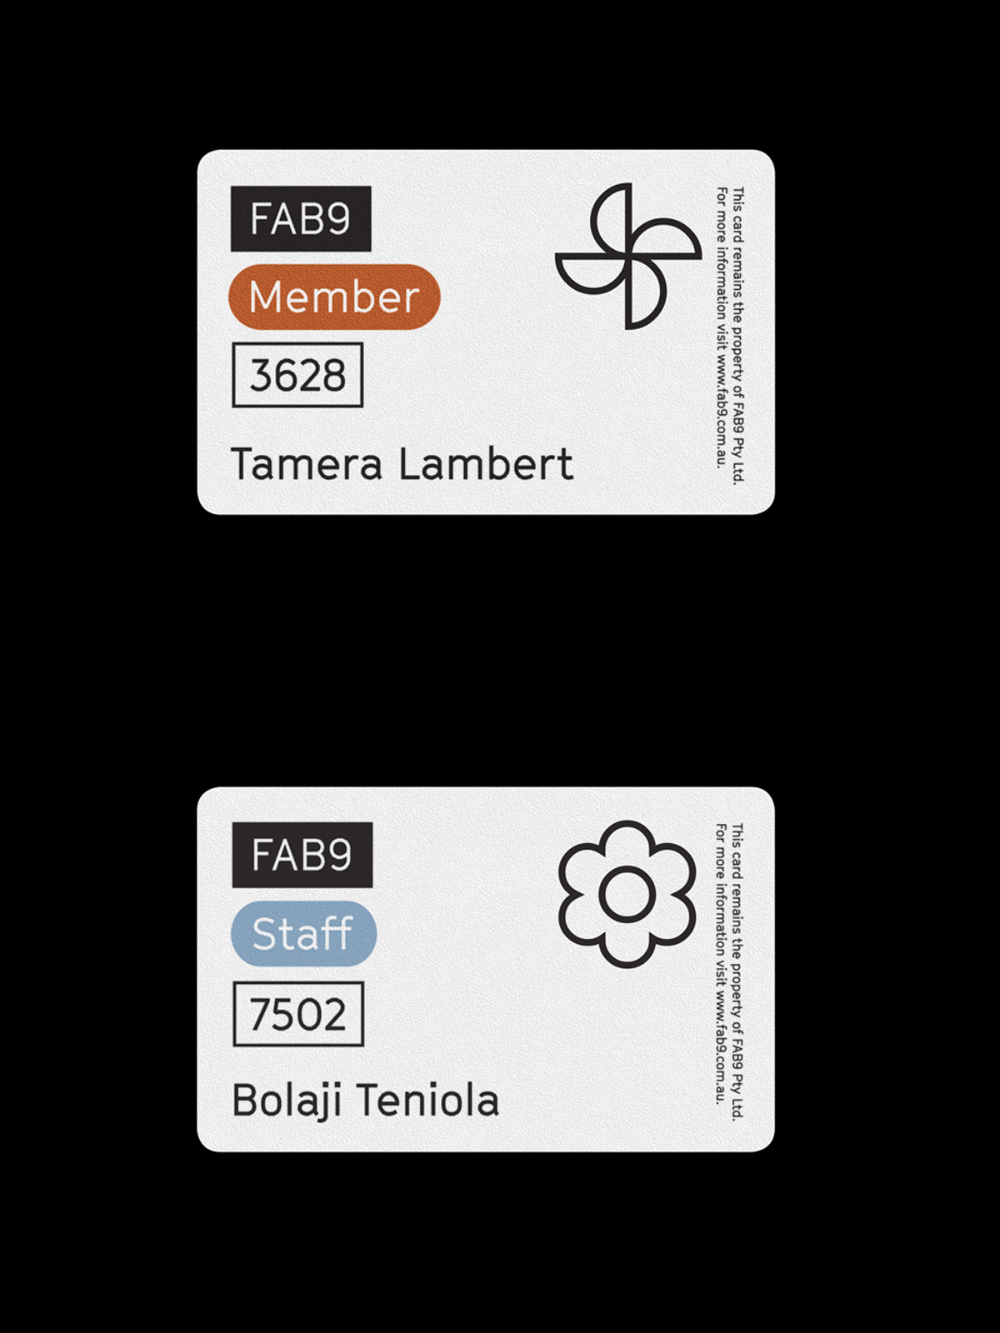 FAB9
Member
3628
Tamera Lambert
This card remains the property of FAB9 Pty Ltd.
For more information visit www.fab9.com.au.
FAB9
Staff
7502
Bolaji Teniola
This card remains the property of FAB9 Pty Ltd.
For more information visit www.fab9.com.au.